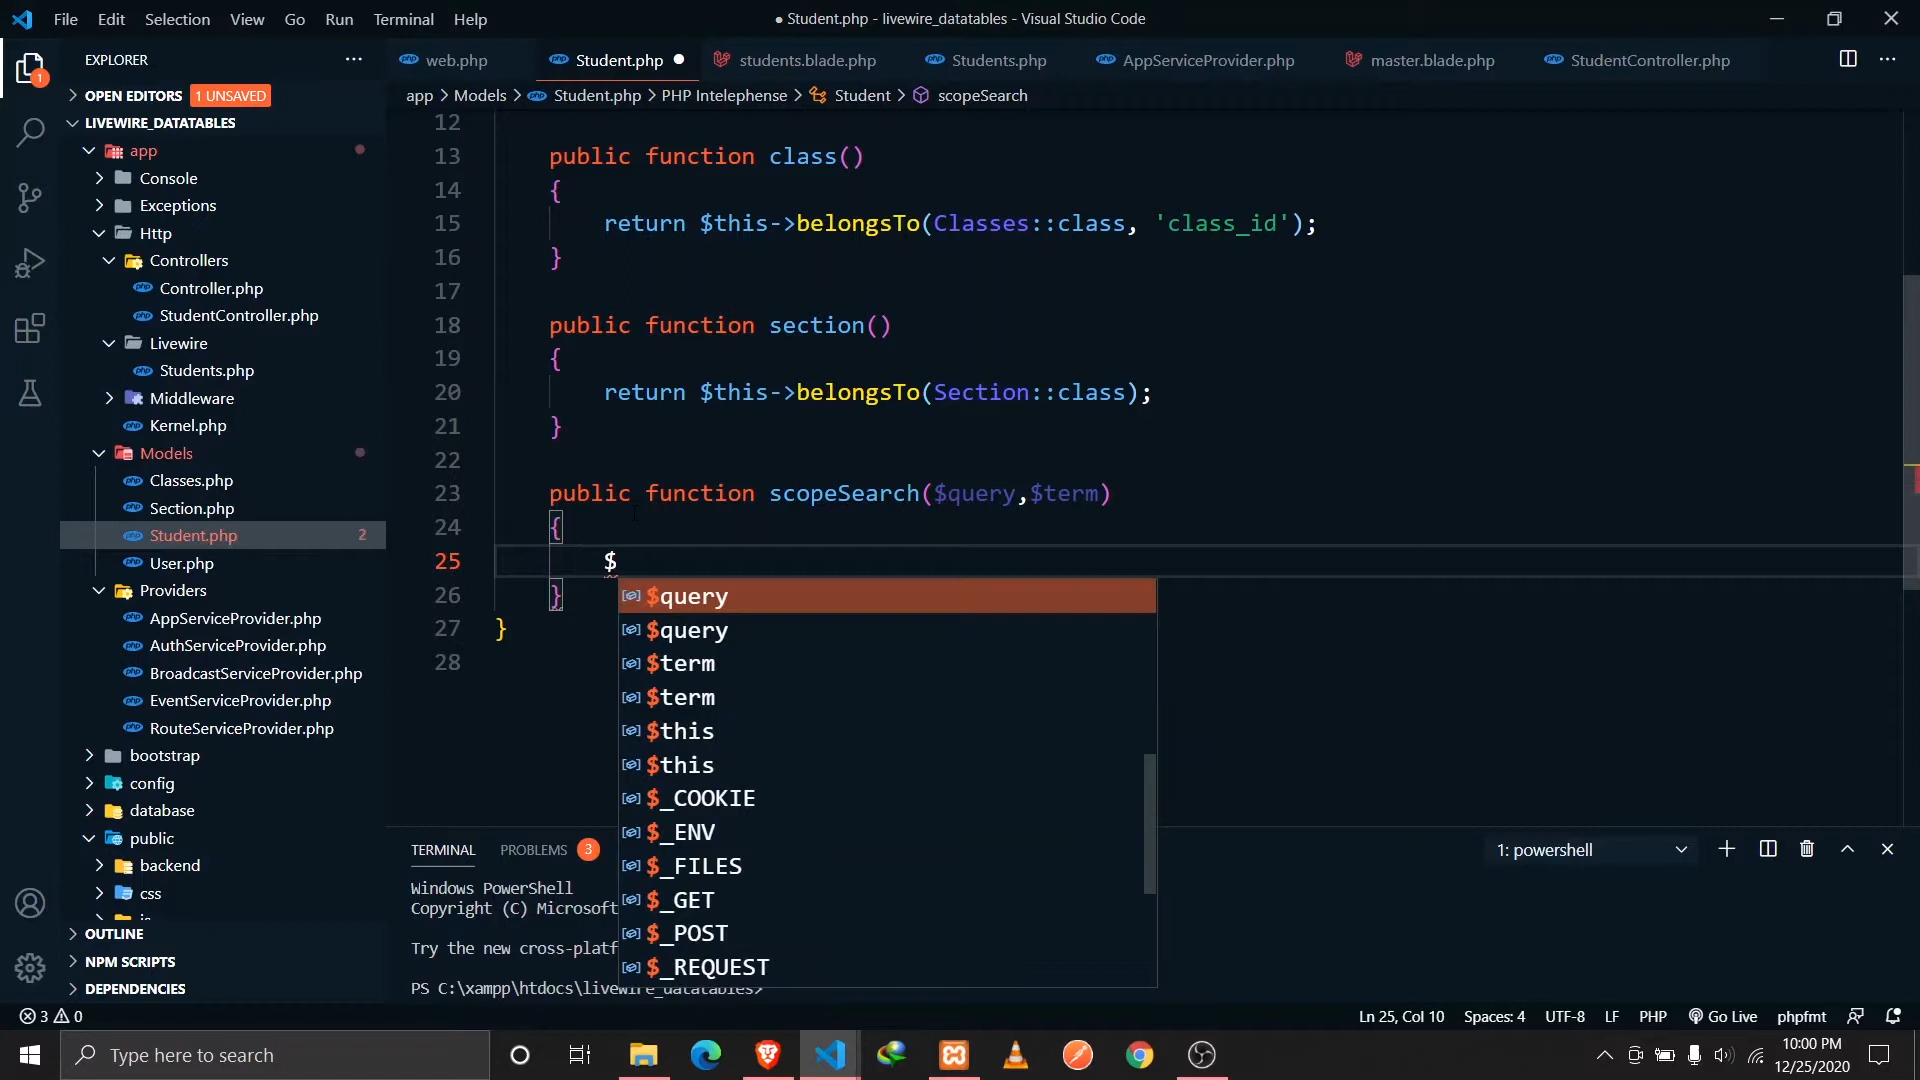 File Edit Selection View Go Run Terminal Help
● Student.php - livewire_datatables - Visual Studio Code
EXPLORER
web.php Student.php students.blade.php Students.php AppServiceProvider.php master.blade.php StudentController.php
app > Models > Student.php > PHP Intelephense > Student > scopeSearch
OPEN EDITORS 1 UNSAVED
LIVEWIRE_DATATABLES
app
Console
Exceptions
Http
Controllers
Controller.php
StudentController.php
Livewire
Students.php
Middleware
Kernel.php
Models
Classes.php
Section.php
Student.php 2
User.php
Providers
AppServiceProvider.php
AuthServiceProvider.php
BroadcastServiceProvider.php
EventServiceProvider.php
RouteServiceProvider.php
bootstrap
config
database
public
backend
css
OUTLINE
NPM SCRIPTS
DEPENDENCIES
1
12
13 public function class()
14 {
15 return $this->belongsTo(Classes::class, 'class_id');
16 }
17
18 public function section()
19 {
20 return $this->belongsTo(Section::class);
21 }
22
23 public function scopeSearch($query,$term)
24 {
25 $
26 }
27 }
28
$query
$query
$term
$term
$this
$this
$_COOKIE
$_ENV
$_FILES
$_GET
$_POST
$_REQUEST
TERMINAL PROBLEMS 3
1: powershell
Windows PowerShell
Copyright (C) Microsoft
Try the new cross-platf
PS C:\xampp\htdocs\livewire_datatables>
3 0
Ln 25, Col 10 Spaces: 4 UTF-8 LF PHP Go Live phpfmt
Type here to search
10:00 PM
12/25/2020